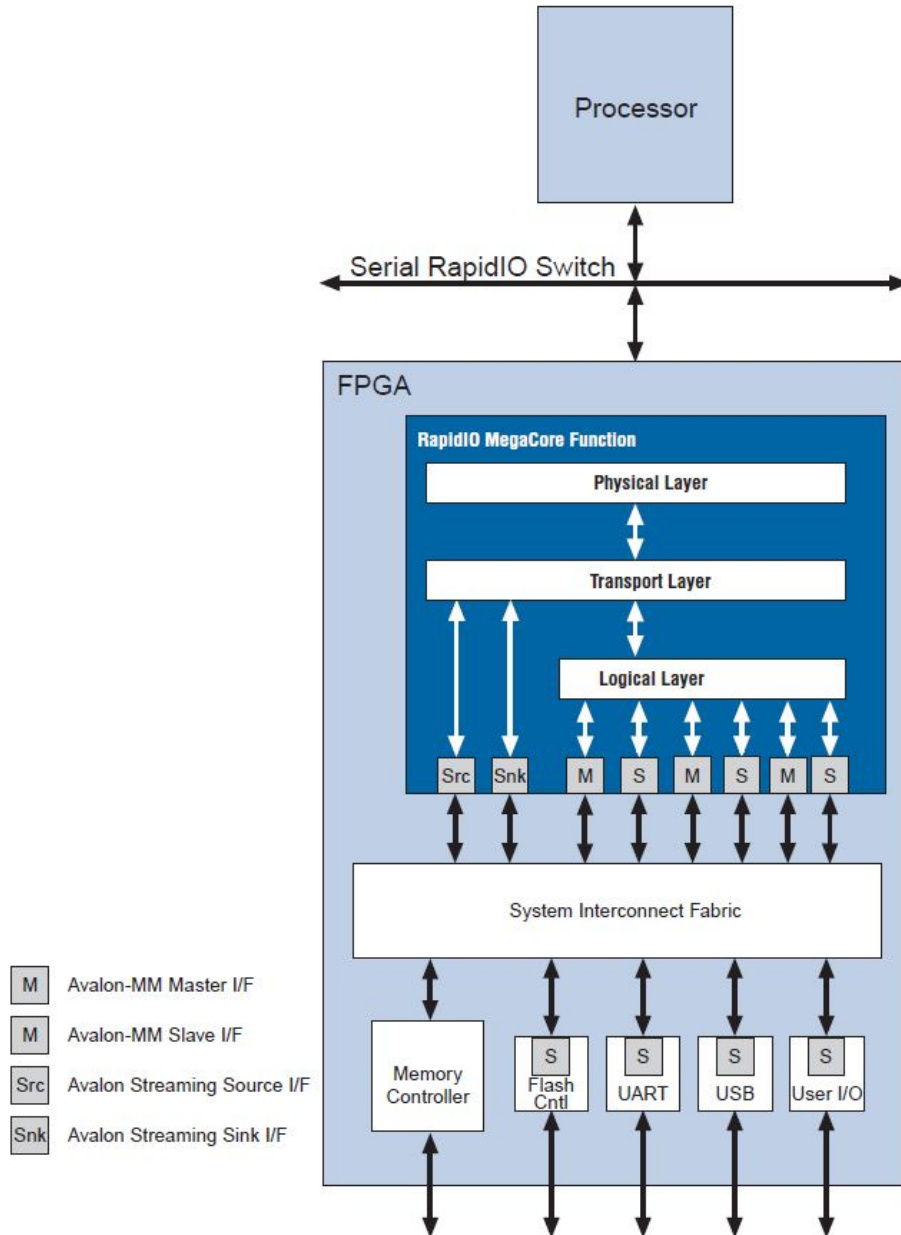 Processor
Serial RapidIO Switch
FPGA
RapidIO MegaCore Function
Physical Layer
Transport Layer
Logical Layer
Src Snk M S M S M S
System Interconnect Fabric
M Avalon-MM Master I/F
M Avalon-MM Slave I/F
Src Avalon Streaming Source I/F
Snk Avalon Streaming Sink I/F
Memory
Controller
S
Flash
Cntl
S
UART
S
USB
S
User I/O